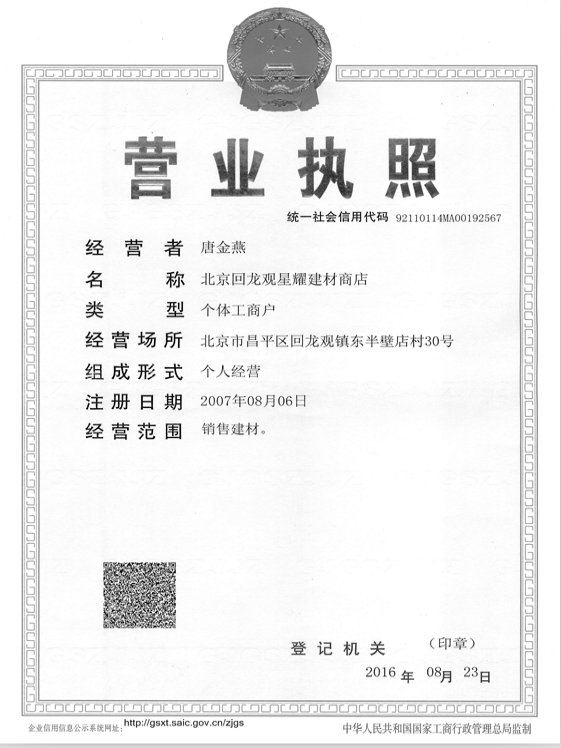 营业执照
统一社会信用代码 92110114MA00192567
经营者 唐金燕
名称 北京回龙观星耀建材商店
类型 个体工商户
经营场所 北京市昌平区回龙观镇东半壁店村30号
组成形式 个人经营
注册日期 2007年08月06日
经营范围 销售建材。
登记机关 （印章）
2016年08月23日
企业信用信息公示系统网址： http://gsxt.saic.gov.cn/zjgs 中华人民共和国国家工商行政管理总局监制